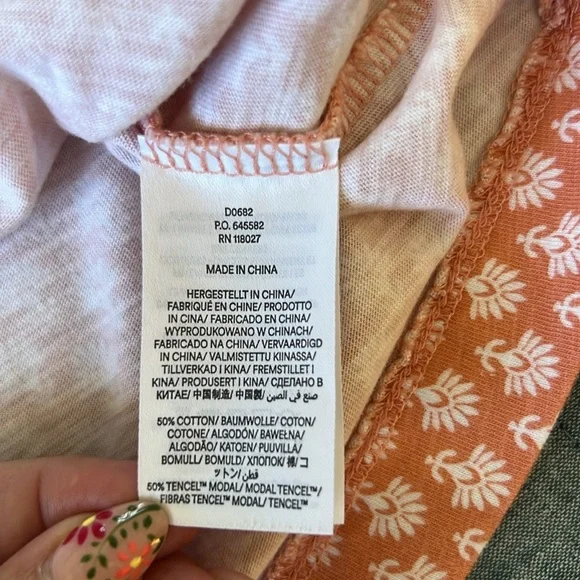 D0682
P.O. 645582
RN 118027
MADE IN CHINA
HERGESTELLT IN CHINA/
FABRIQUÉ EN CHINE/ PRODOTTO
IN CINA/ FABRICADO EN CHINA/
WYPRODUKOWANO W CHINACH/
FABRICADO NA CHINA/ VERVAARDIGD
IN CHINA/ VALMISTETTU KIINASSA/
TILLVERKAD I KINA/ FREMSTILLET I
KINA/ PRODUSERT I KINA/ СДЕЛАНО В
КИТАЕ/ 中国制造/ 中国製/ صنع في الصين
50% COTTON/ BAUMWOLLE/ COTON/
COTONE/ ALGODÓN/ BAWEŁNA/
ALGODÃO/ KATOEN/ PUUVILLA/
BOMULL/ BOMULD/ ХЛОПОК/ 棉/ コ
ットン/ قطن
50% TENCEL™ MODAL/ MODAL TENCEL™/
FIBRAS TENCEL™ MODAL/ TENCEL™